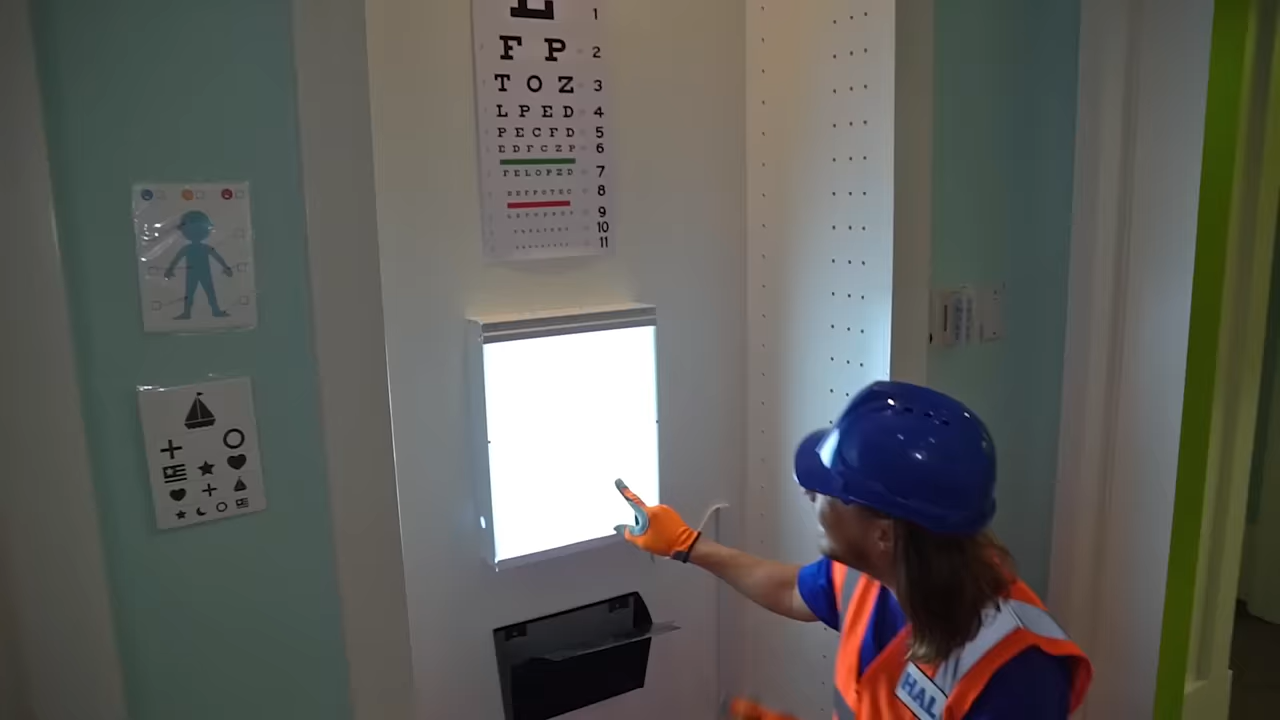 E 1
F P 2
T O Z 3
L P E D 4
P E C F D 5
E D F C Z P 6
F E L O P Z D 7
D E F P O T E C 8
9
10
11
HAL